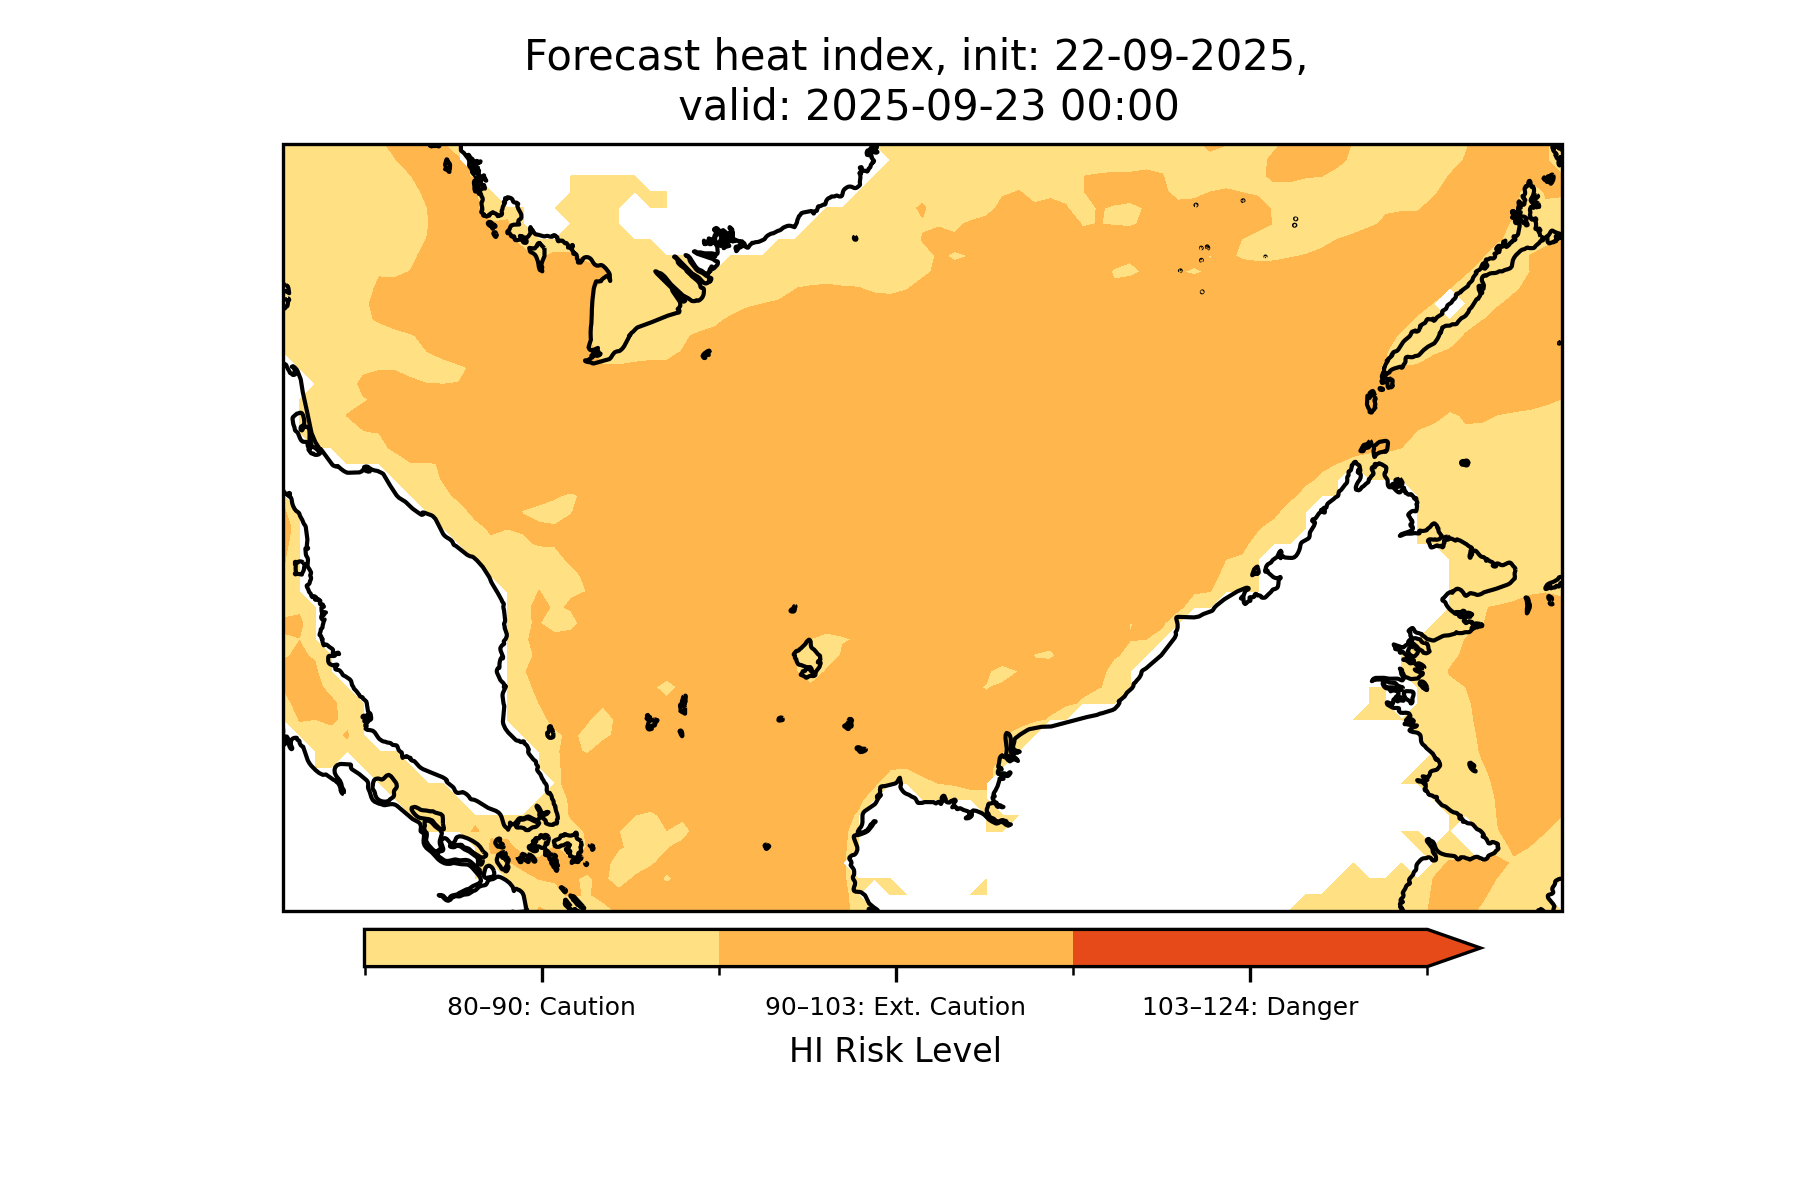 Forecast heat index, init: 22-09-2025,
valid: 2025-09-23 00:00
80–90: Caution
90–103: Ext. Caution
103–124: Danger
HI Risk Level